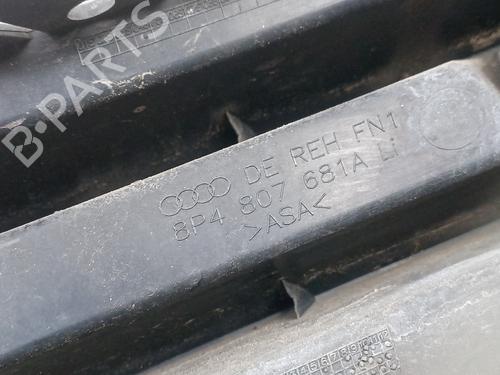 B-PARTS
DE REH FN1
8P4 807 681A Li
>ASA<